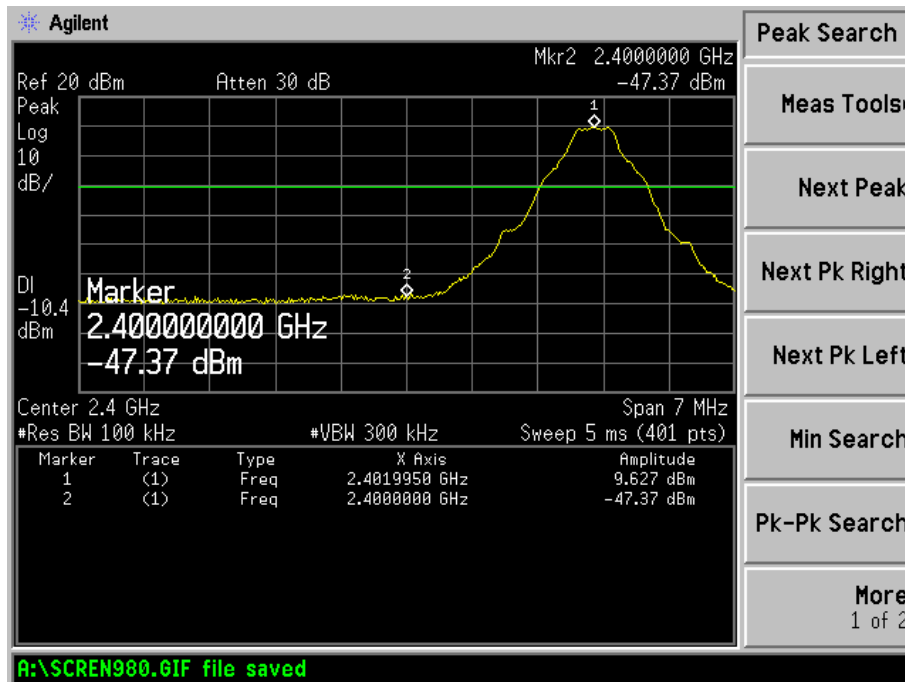 Agilent
Peak Search
Mkr2 2.4000000 GHz
Ref 20 dBm Atten 30 dB -47.37 dBm
Peak
Log
10
dB/
1
2
DI
-10.4
dBm
Marker
2.400000000 GHz
-47.37 dBm
Center 2.4 GHz Span 7 MHz
#Res BW 100 kHz #VBW 300 kHz Sweep 5 ms (401 pts)
Marker Trace Type X Axis Amplitude
1 (1) Freq 2.4019950 GHz 9.627 dBm
2 (1) Freq 2.4000000 GHz -47.37 dBm
Meas Tools
Next Peak
Next Pk Right
Next Pk Left
Min Search
Pk-Pk Search
More
1 of 2
A:\SCREN980.GIF file saved